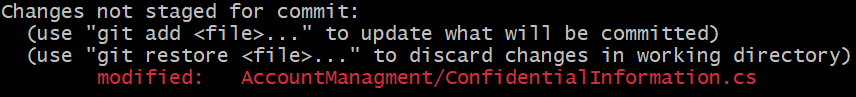 Changes not staged for commit:
(use "git add <file>..." to update what will be committed)
(use "git restore <file>..." to discard changes in working directory)
modified: AccountManagment/ConfidentialInformation.cs